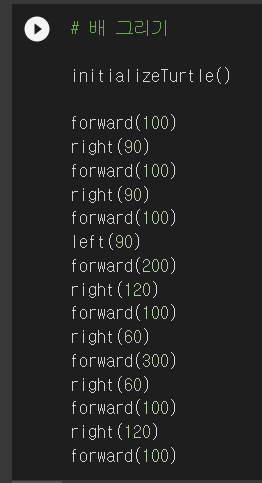 # 배 그리기
initializeTurtle()
forward(100)
right(90)
forward(100)
right(90)
forward(100)
left(90)
forward(200)
right(120)
forward(100)
right(60)
forward(300)
right(60)
forward(100)
right(120)
forward(100)